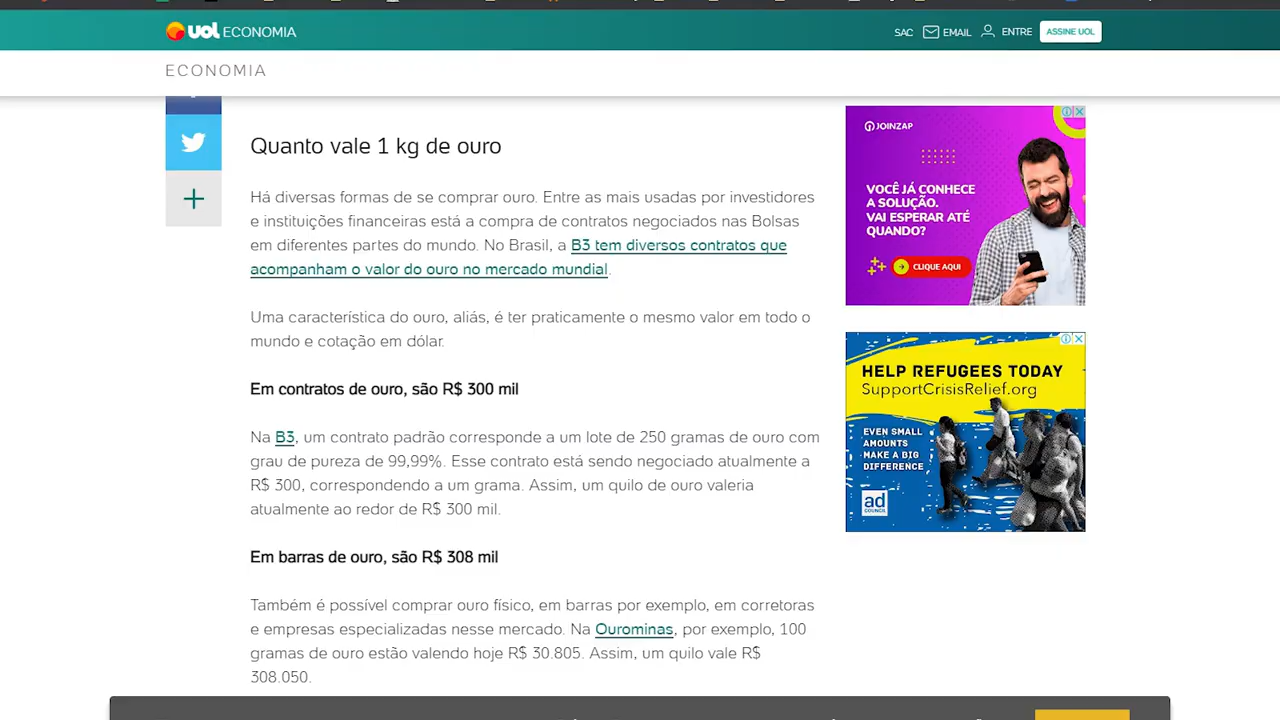 uol ECONOMIA
SAC
EMAIL
ENTRE
ASSINE UOL
ECONOMIA
Quanto vale 1 kg de ouro
Há diversas formas de se comprar ouro. Entre as mais usadas por investidores
e instituições financeiras está a compra de contratos negociados nas Bolsas
em diferentes partes do mundo. No Brasil, a B3 tem diversos contratos que
acompanham o valor do ouro no mercado mundial.
Uma característica do ouro, aliás, é ter praticamente o mesmo valor em todo o
mundo e cotação em dólar.
Em contratos de ouro, são R$ 300 mil
Na B3, um contrato padrão corresponde a um lote de 250 gramas de ouro com
grau de pureza de 99,99%. Esse contrato está sendo negociado atualmente a
R$ 300, correspondendo a um grama. Assim, um quilo de ouro valeria
atualmente ao redor de R$ 300 mil.
Em barras de ouro, são R$ 308 mil
Também é possível comprar ouro físico, em barras por exemplo, em corretoras
e empresas especializadas nesse mercado. Na Ourominas, por exemplo, 100
gramas de ouro estão valendo hoje R$ 30.805. Assim, um quilo vale R$
308.050.
JOINZAP
VOCÊ JÁ CONHECE
A SOLUÇÃO.
VAI ESPERAR ATÉ
QUANDO?
CLIQUE AQUI
HELP REFUGEES TODAY
SupportCrisisRelief.org
EVEN SMALL
AMOUNTS
MAKE A BIG
DIFFERENCE
ad
COUNCIL